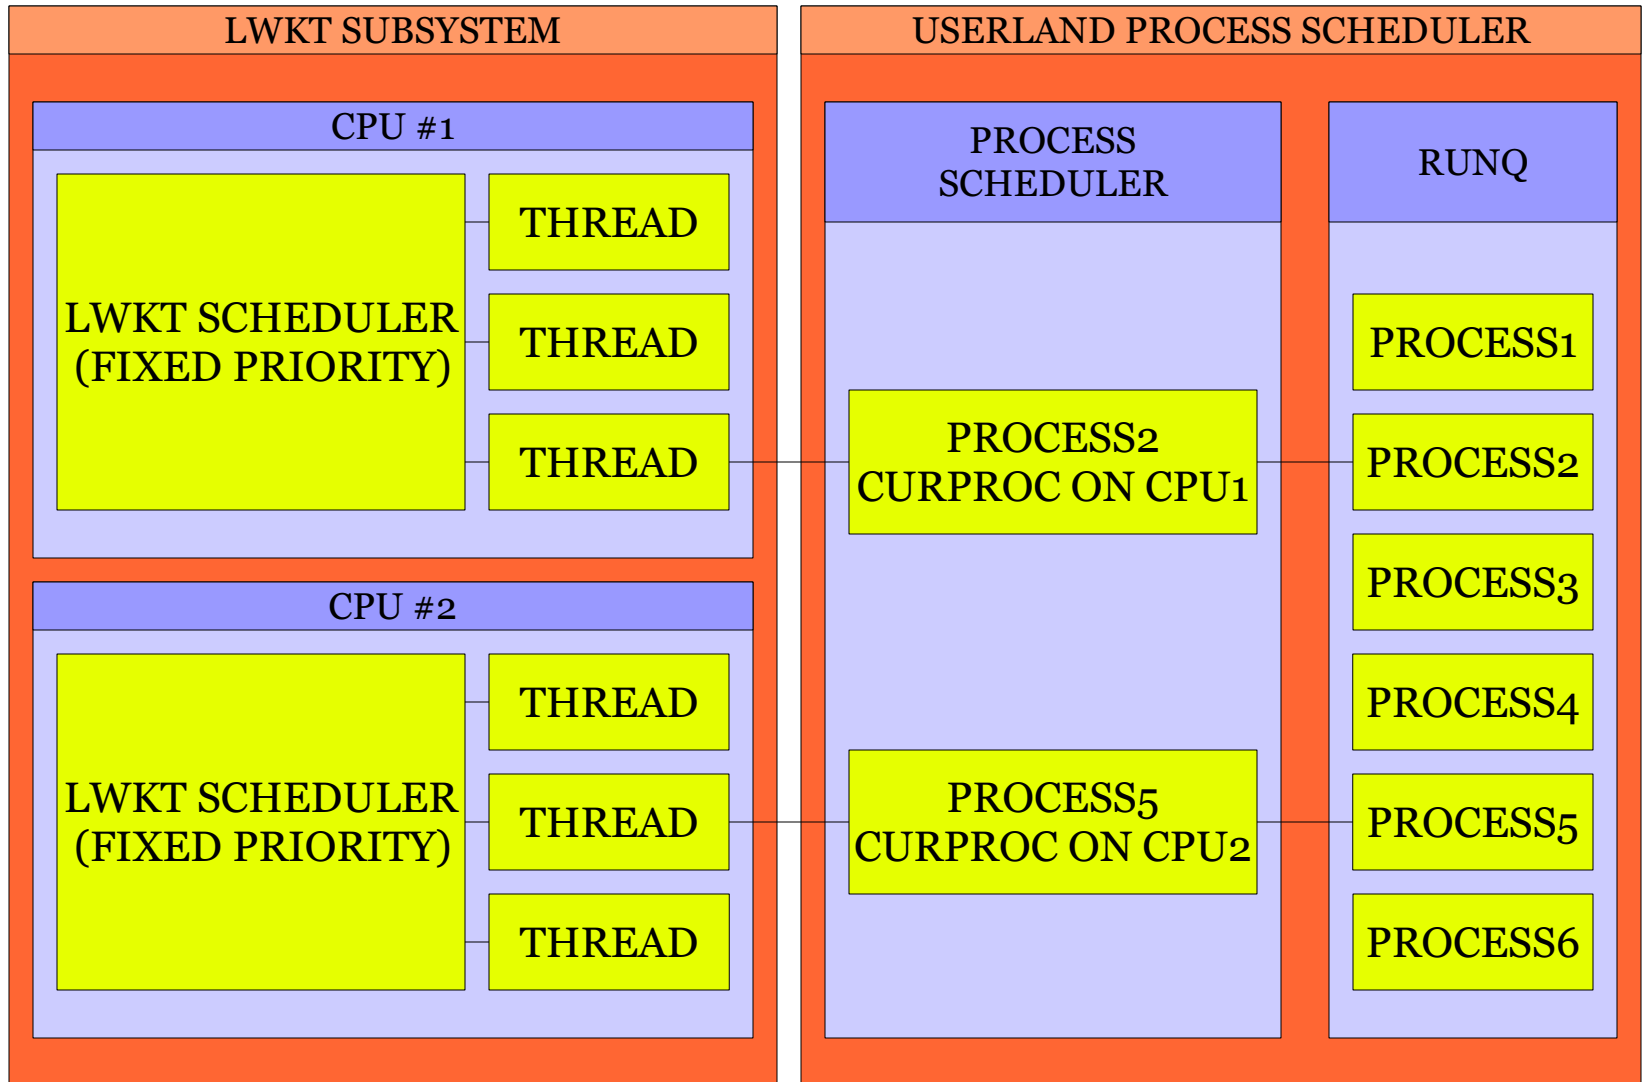 LWKT SUBSYSTEM
CPU #1
LWKT SCHEDULER
(FIXED PRIORITY)
THREAD
THREAD
THREAD
CPU #2
LWKT SCHEDULER
(FIXED PRIORITY)
THREAD
THREAD
THREAD
USERLAND PROCESS SCHEDULER
PROCESS
SCHEDULER
PROCESS2
CURPROC ON CPU1
PROCESS5
CURPROC ON CPU2
RUNQ
PROCESS1
PROCESS2
PROCESS3
PROCESS4
PROCESS5
PROCESS6